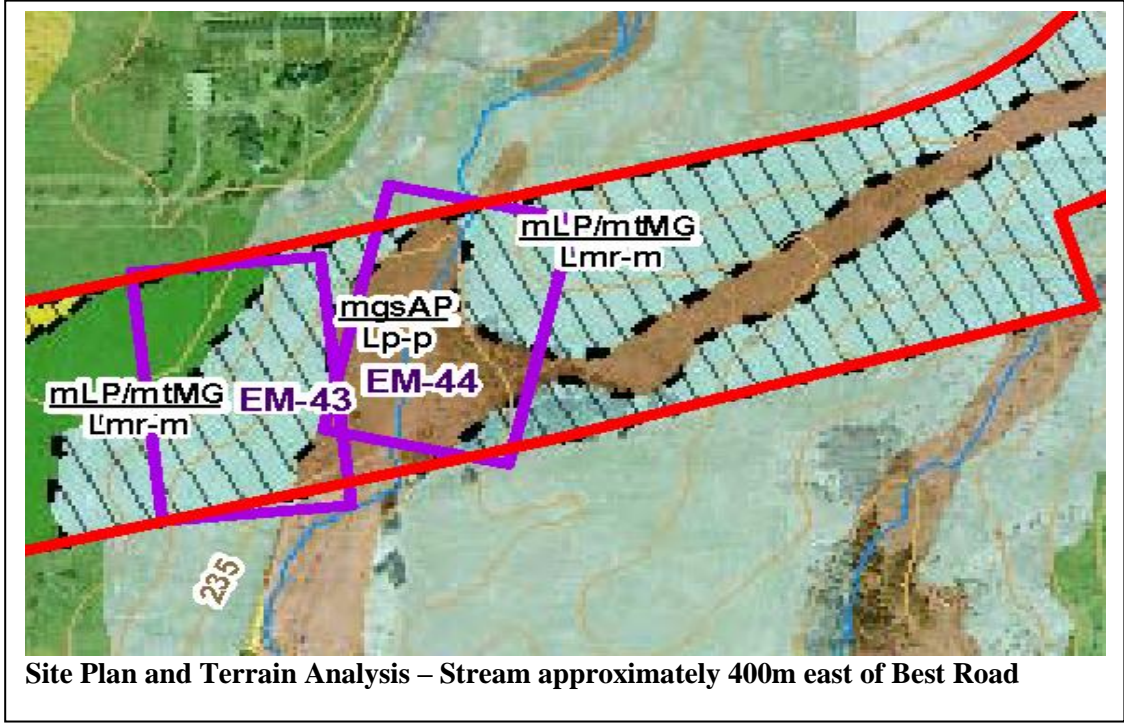 mLP/mtMG
Lmr-m
mgsAP
Lp-p
EM-44
mLP/mtMG
Lmr-m
EM-43
235
Site Plan and Terrain Analysis – Stream approximately 400m east of Best Road